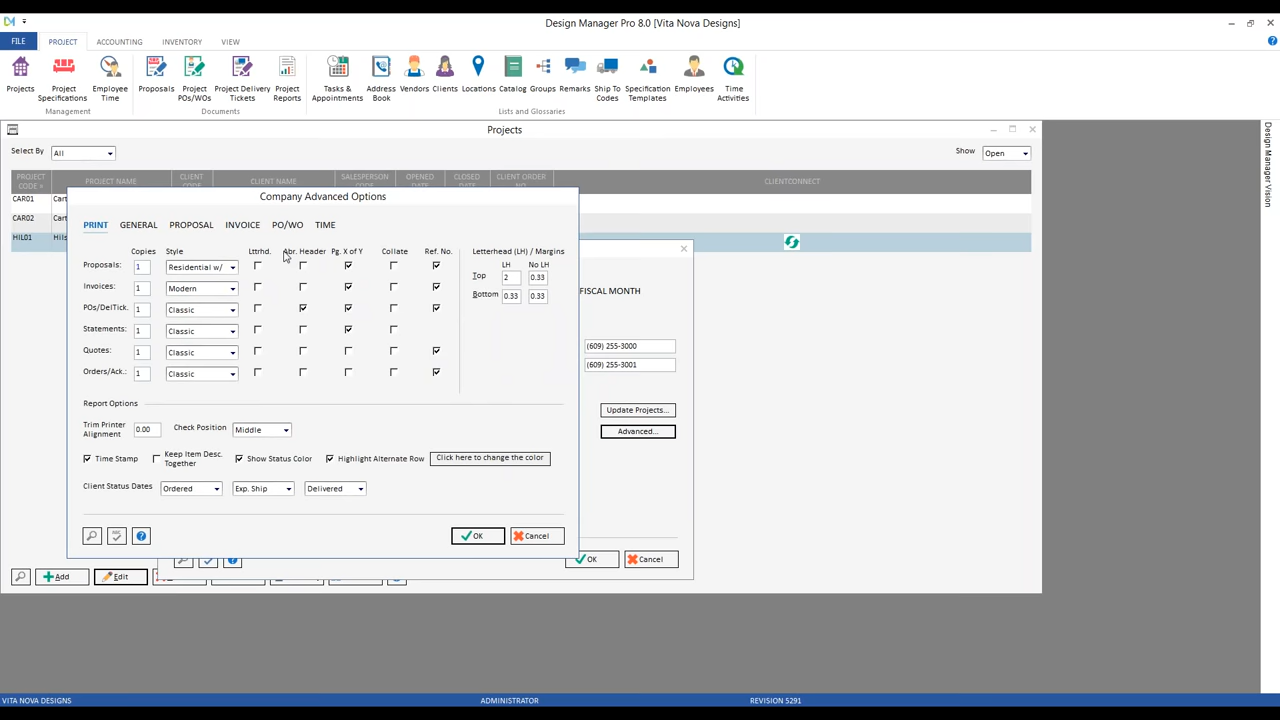 Design Manager Pro 8.0 [Vita Nova Designs]
FILE PROJECT ACCOUNTING INVENTORY VIEW
Projects Project Specifications Employee Time Proposals Project POs/WOs Project Delivery Tickets Project Reports Tasks & Appointments Address Book Vendors Clients Locations Catalog Groups Remarks Ship To Codes Specification Templates Employees Time Activities
Management Documents Lists and Glossaries
Design Manager Vision
Projects
Select By All Show Open
PROJECT CODE PROJECT NAME CLIENT CODE CLIENT NAME SALESPERSON CODE OPENED DATE CLOSED DATE CLIENT ORDER NO. CLIENTCONNECT
CAR01 Cart
CAR02 Cart
HIL01 Hills
Company Advanced Options
PRINT GENERAL PROPOSAL INVOICE PO/WO TIME
Copies Style Lttrhd. Abr. Header Pg. X of Y Collate Ref. No. Letterhead (LH) / Margins
LH No LH
Proposals: 1 Residential w/
Top 2 0.33
Invoices: 1 Modern
Bottom 0.33 0.33
POs/DelTick. 1 Classic
Statements: 1 Classic
Quotes: 1 Classic
Orders/Ack.: 1 Classic
Report Options
Trim Printer Alignment 0.00 Check Position Middle
Time Stamp Keep Item Desc. Together Show Status Color Highlight Alternate Row Click here to change the color
Client Status Dates Ordered Exp. Ship Delivered
ABC ? OK Cancel
FISCAL MONTH
(609) 255-3000
(609) 255-3001
Update Projects...
Advanced...
OK Cancel
Add Edit
VITA NOVA DESIGNS ADMINISTRATOR REVISION 5291